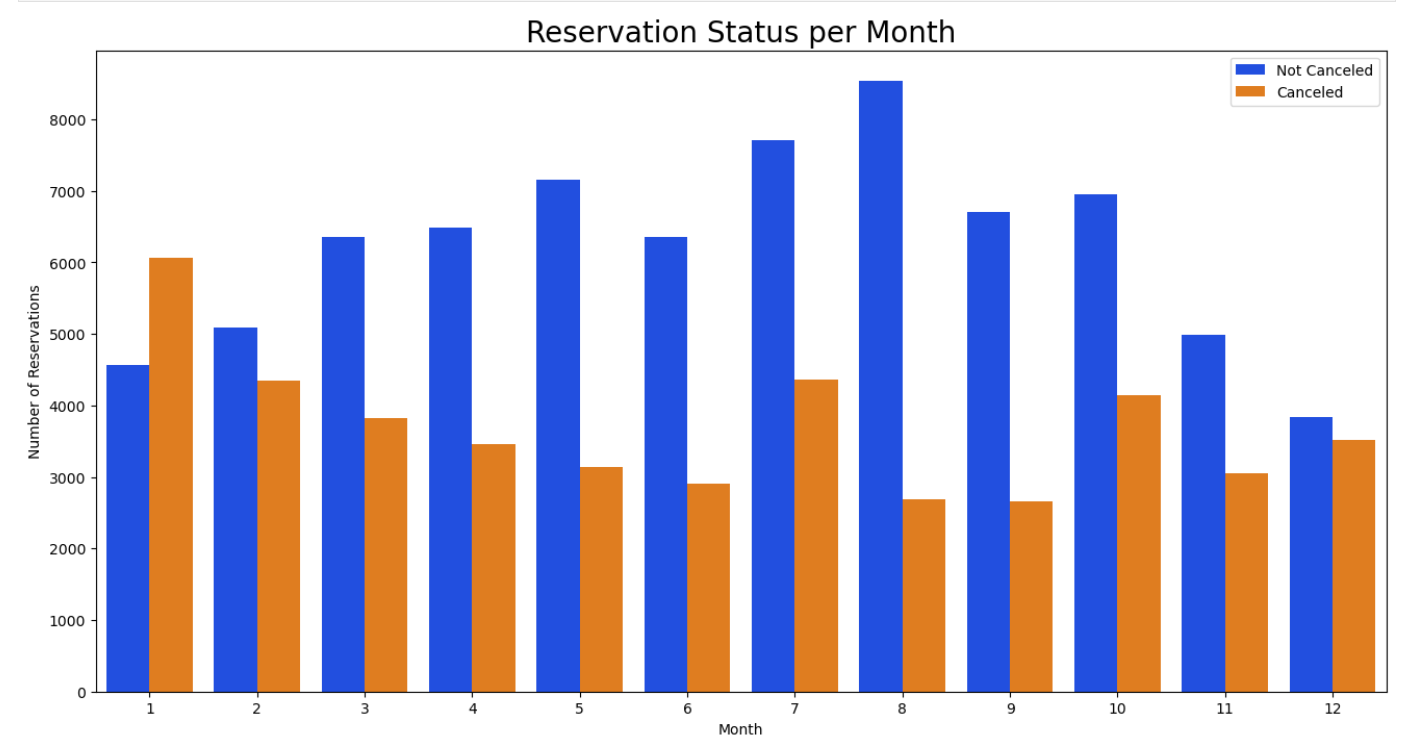 Reservation Status per Month
Not Canceled
Canceled
Number of Reservations
8000
7000
6000
5000
4000
3000
2000
1000
0
1 2 3 4 5 6 7 8 9 10 11 12
Month